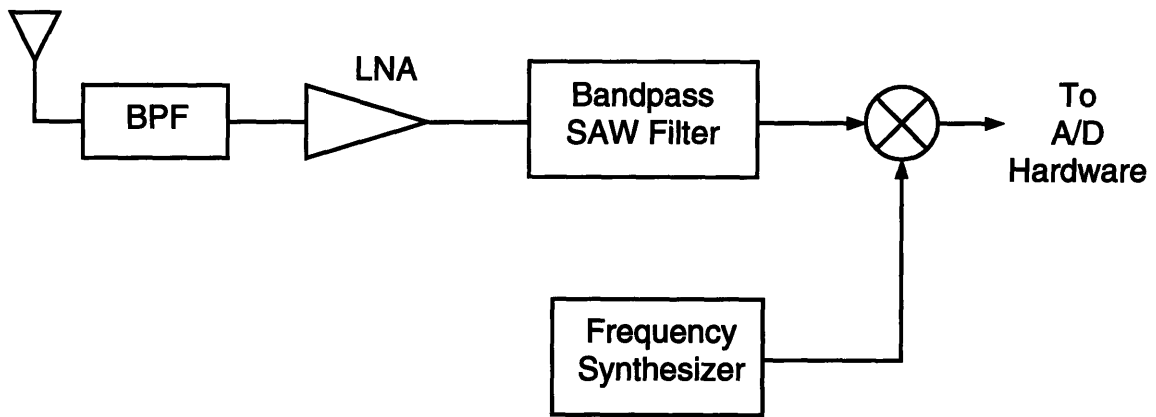 LNA
BPF
Bandpass
SAW Filter
To
A/D
Hardware
Frequency
Synthesizer